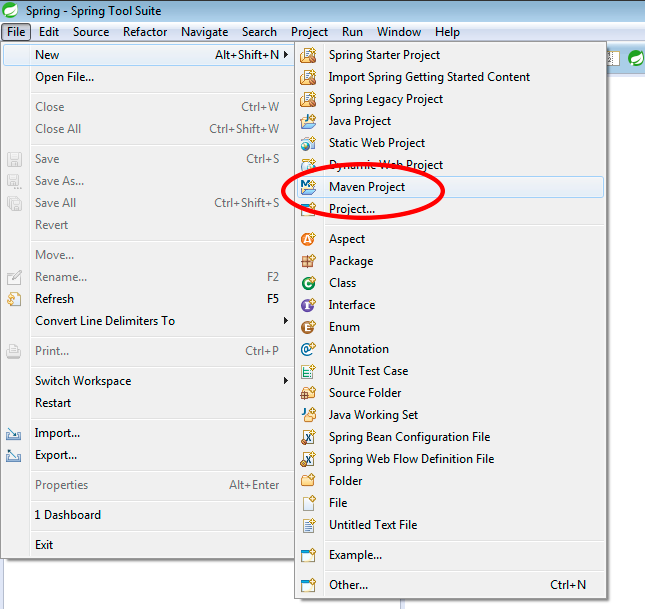 Spring - Spring Tool Suite
File Edit Source Refactor Navigate Search Project Run Window Help
New Alt+Shift+N
Open File...
Close Ctrl+W
Close All Ctrl+Shift+W
Save Ctrl+S
Save As...
Save All Ctrl+Shift+S
Revert
Move...
Rename... F2
Refresh F5
Convert Line Delimiters To
Print... Ctrl+P
Switch Workspace
Restart
Import...
Export...
Properties Alt+Enter
1 Dashboard
Exit
Spring Starter Project
Import Spring Getting Started Content
Spring Legacy Project
Java Project
Static Web Project
Dynamic Web Project
Maven Project
Project...
Aspect
Package
Class
Interface
Enum
Annotation
JUnit Test Case
Source Folder
Java Working Set
Spring Bean Configuration File
Spring Web Flow Definition File
Folder
File
Untitled Text File
Example...
Other... Ctrl+N